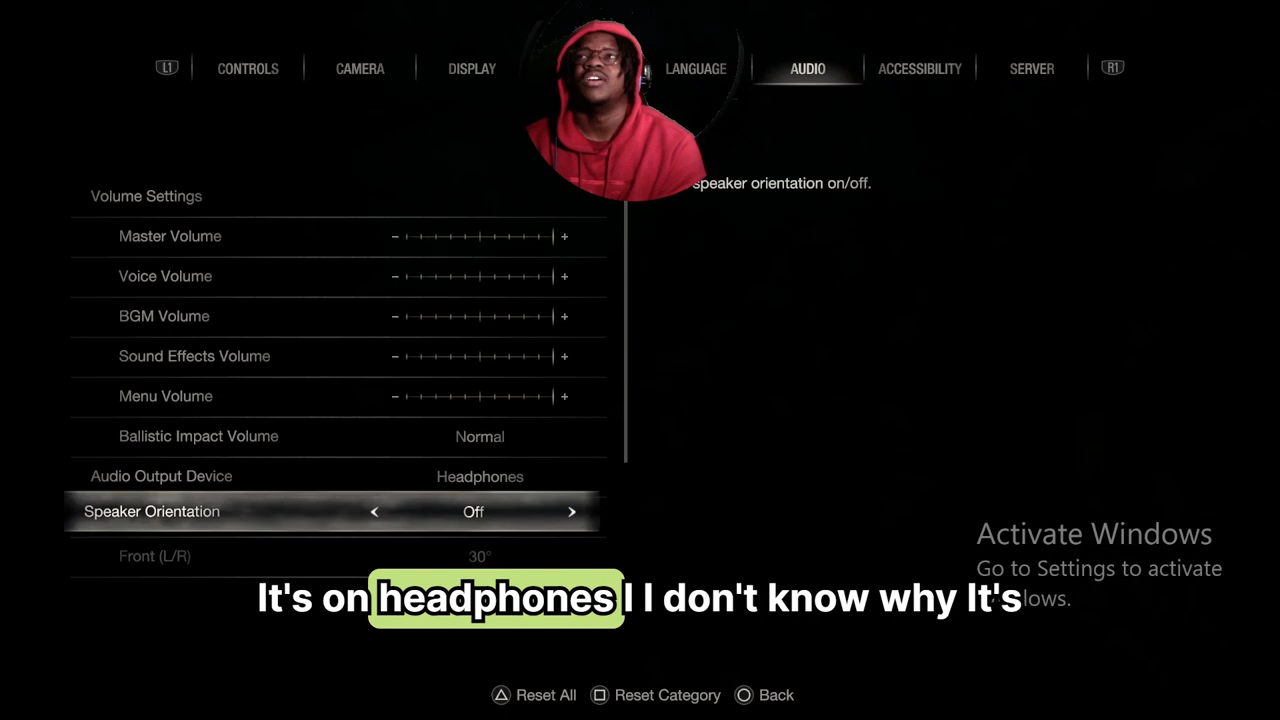 L1 CONTROLS CAMERA DISPLAY LANGUAGE AUDIO ACCESSIBILITY SERVER R1
speaker orientation on/off.
Volume Settings
Master Volume
Voice Volume
BGM Volume
Sound Effects Volume
Menu Volume
Ballistic Impact Volume Normal
Audio Output Device Headphones
Speaker Orientation Off
Front (L/R) 30°
Activate Windows
Go to Settings to activate
It's on headphones I I don't know why It's
Reset All Reset Category Back